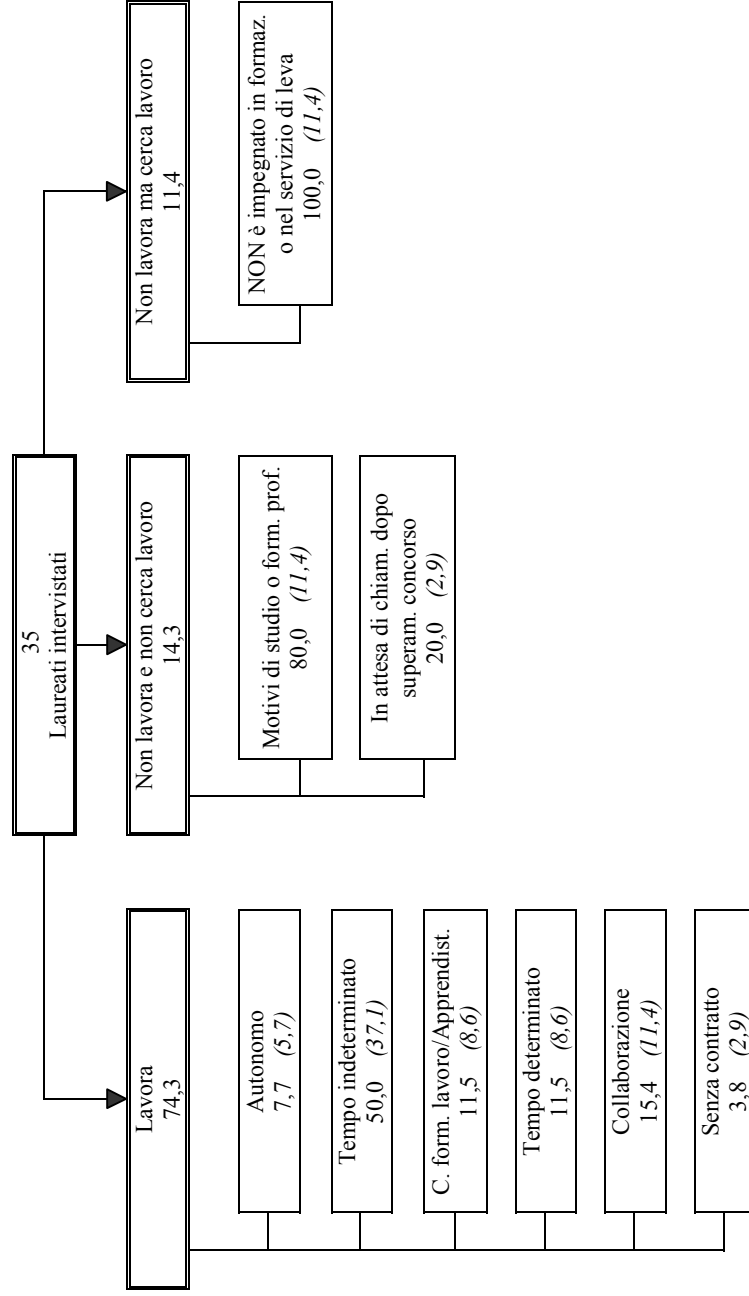 35
Laureati intervistati
Lavora
74,3
Autonomo
7,7 (5,7)
Tempo indeterminato
50,0 (37,1)
C. form. lavoro/Apprendist.
11,5 (8,6)
Tempo determinato
11,5 (8,6)
Collaborazione
15,4 (11,4)
Senza contratto
3,8 (2,9)
Non lavora e non cerca lavoro
14,3
Motivi di studio o form. prof.
80,0 (11,4)
In attesa di chiam. dopo
superam. concorso
20,0 (2,9)
Non lavora ma cerca lavoro
11,4
NON è impegnato in formaz.
o nel servizio di leva
100,0 (11,4)